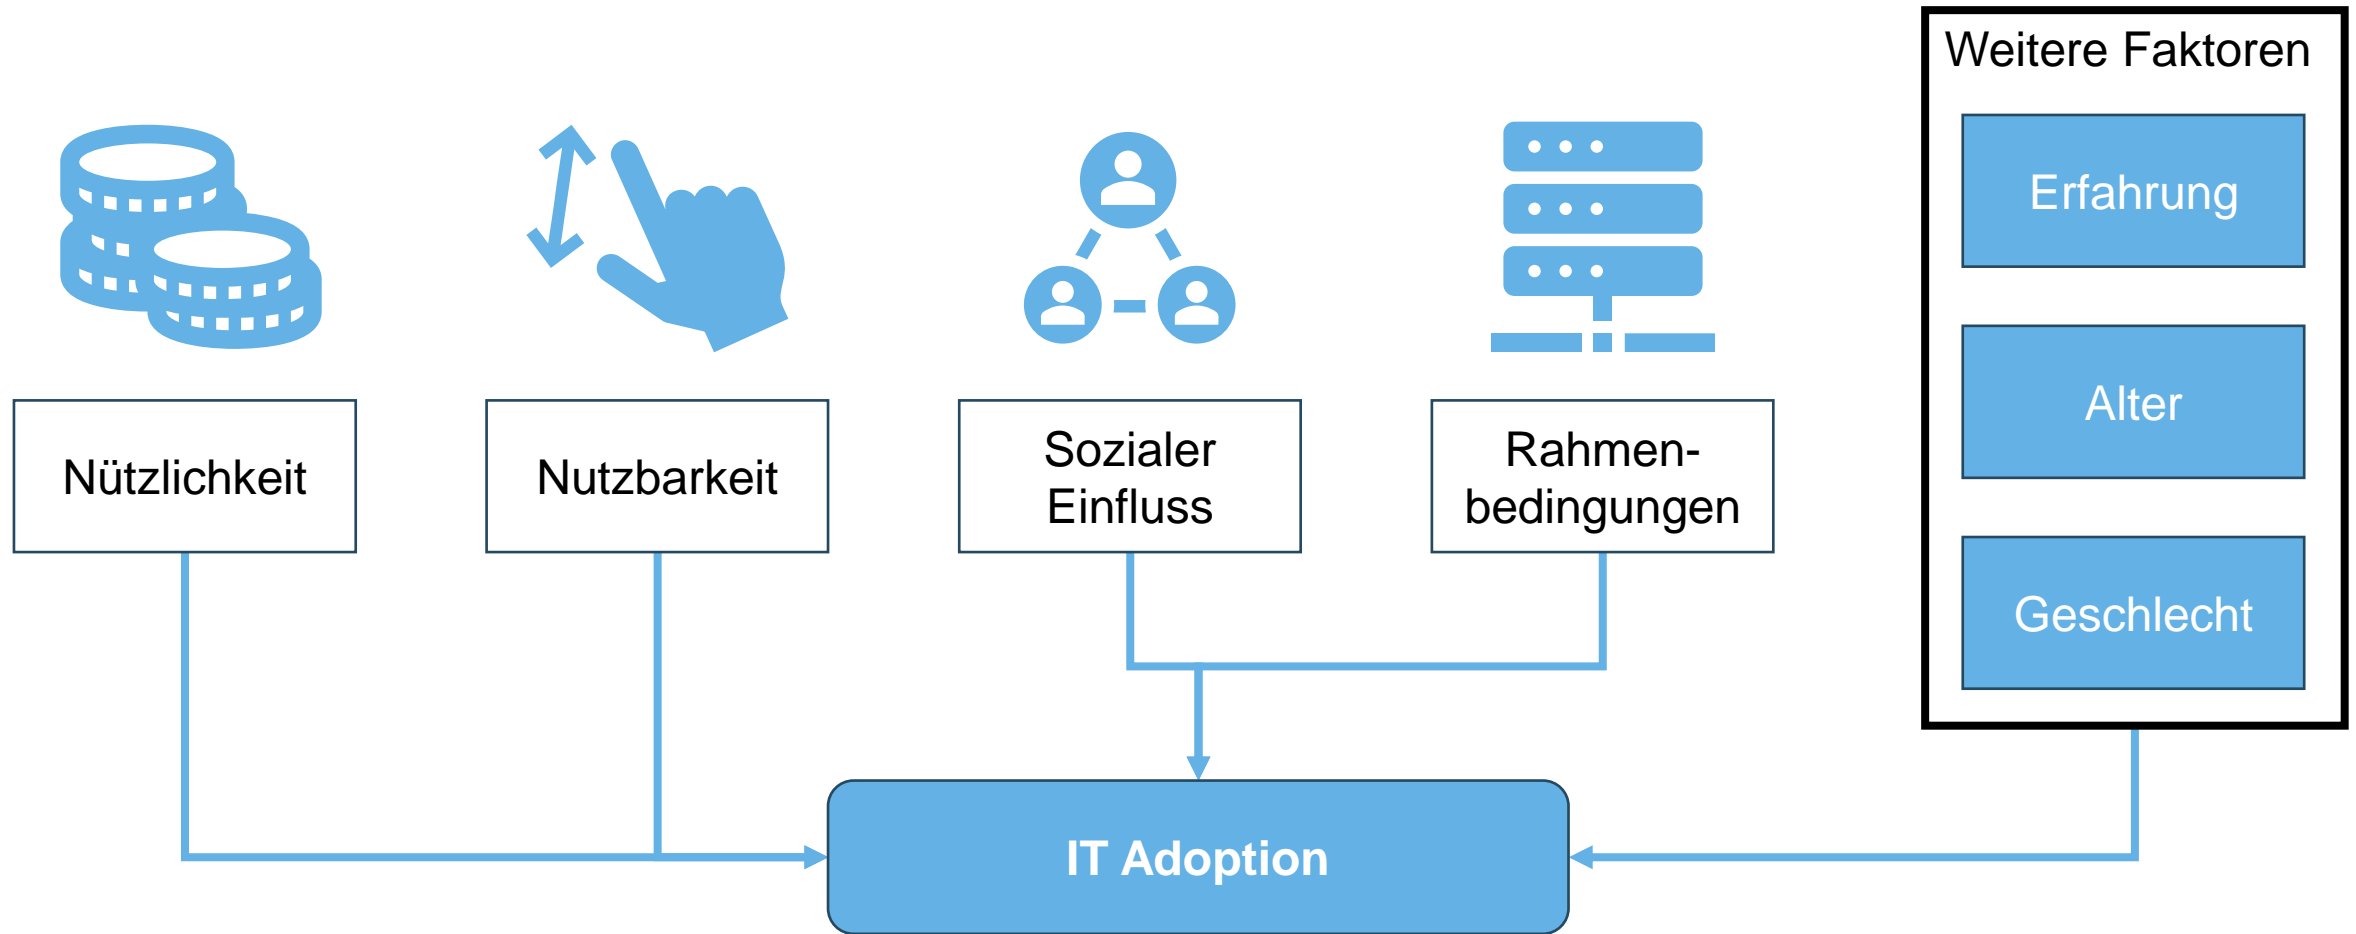 Weitere Faktoren
Erfahrung
Alter
Geschlecht
Nützlichkeit
Nutzbarkeit
Sozialer
Einfluss
Rahmen-
bedingungen
IT Adoption